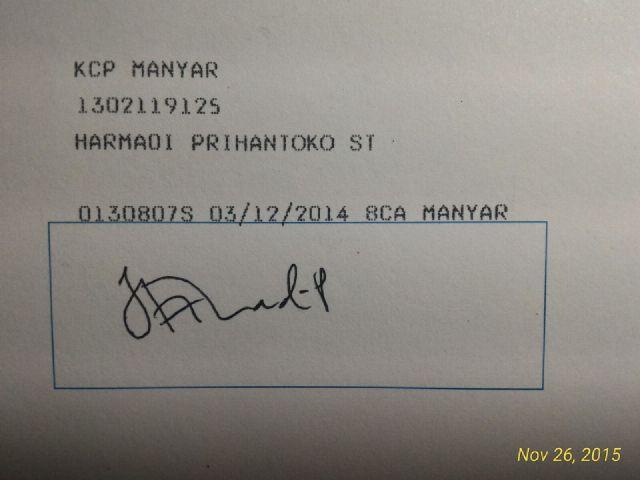 KCP MANYAR
1302119125
HARMADI PRIHANTOKO ST
0130807S 03/12/2014 BCA MANYAR
Nov 26, 2015